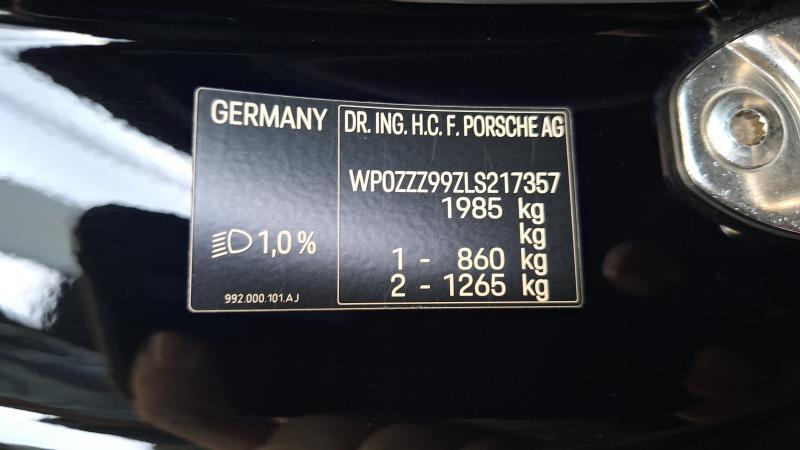 GERMANY
1,0 %
992.000.101.AJ
DR. ING. H.C. F. PORSCHE AG
WP0ZZZ99ZLS217357
1985 kg
kg
1 - 860 kg
2 - 1265 kg